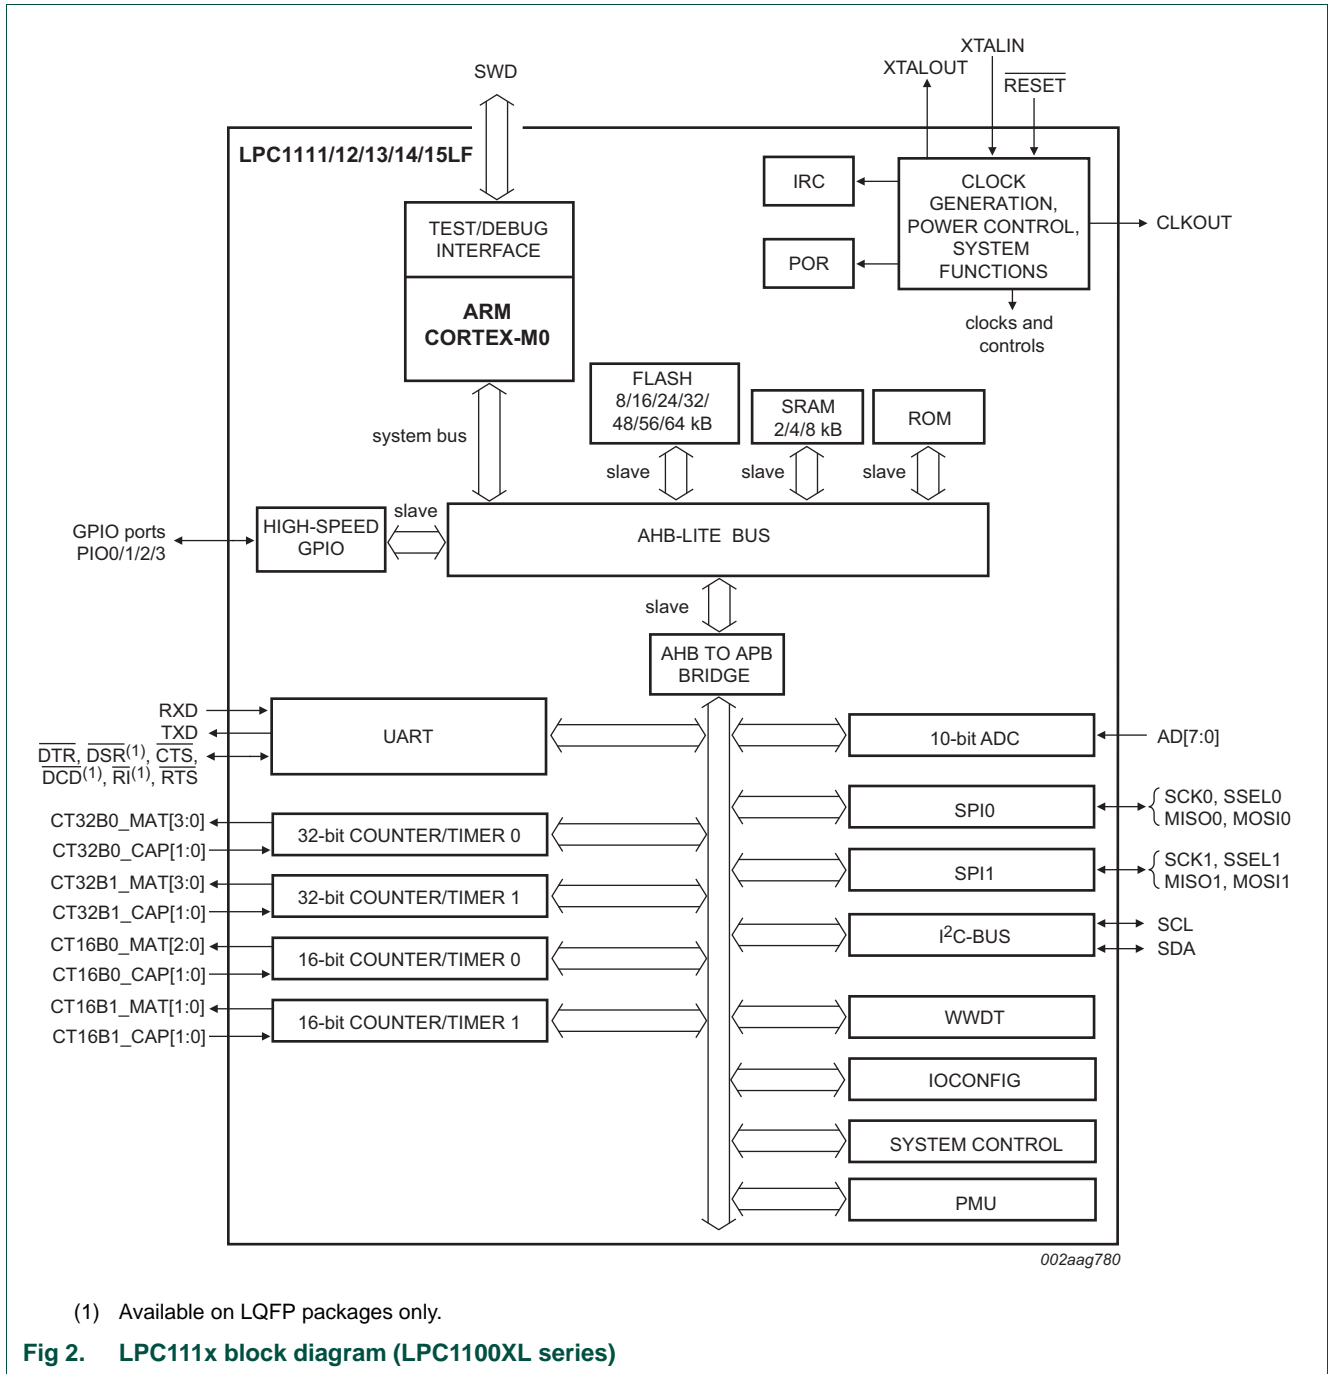 XTALIN
XTALOUT
RESET
SWD
LPC1111/12/13/14/15LF
TEST/DEBUG
INTERFACE
ARM
CORTEX-M0
IRC
POR
CLOCK
GENERATION,
POWER CONTROL,
SYSTEM
FUNCTIONS
CLKOUT
clocks and
controls
FLASH
8/16/24/32/
48/56/64 kB
SRAM
2/4/8 kB
ROM
system bus
slave
slave
slave
GPIO ports
PIO0/1/2/3
HIGH-SPEED
GPIO
slave
AHB-LITE BUS
slave
AHB TO APB
BRIDGE
RXD
TXD
DTR, DSR(1), CTS,
DCD(1), RI(1), RTS
UART
CT32B0_MAT[3:0]
CT32B0_CAP[1:0]
32-bit COUNTER/TIMER 0
CT32B1_MAT[3:0]
CT32B1_CAP[1:0]
32-bit COUNTER/TIMER 1
CT16B0_MAT[2:0]
CT16B0_CAP[1:0]
16-bit COUNTER/TIMER 0
CT16B1_MAT[1:0]
CT16B1_CAP[1:0]
16-bit COUNTER/TIMER 1
10-bit ADC
AD[7:0]
SPI0
SCK0, SSEL0
MISO0, MOSI0
SPI1
SCK1, SSEL1
MISO1, MOSI1
I2C-BUS
SCL
SDA
WWDT
IOCONFIG
SYSTEM CONTROL
PMU
002aag780
(1) Available on LQFP packages only.
Fig 2. LPC111x block diagram (LPC1100XL series)